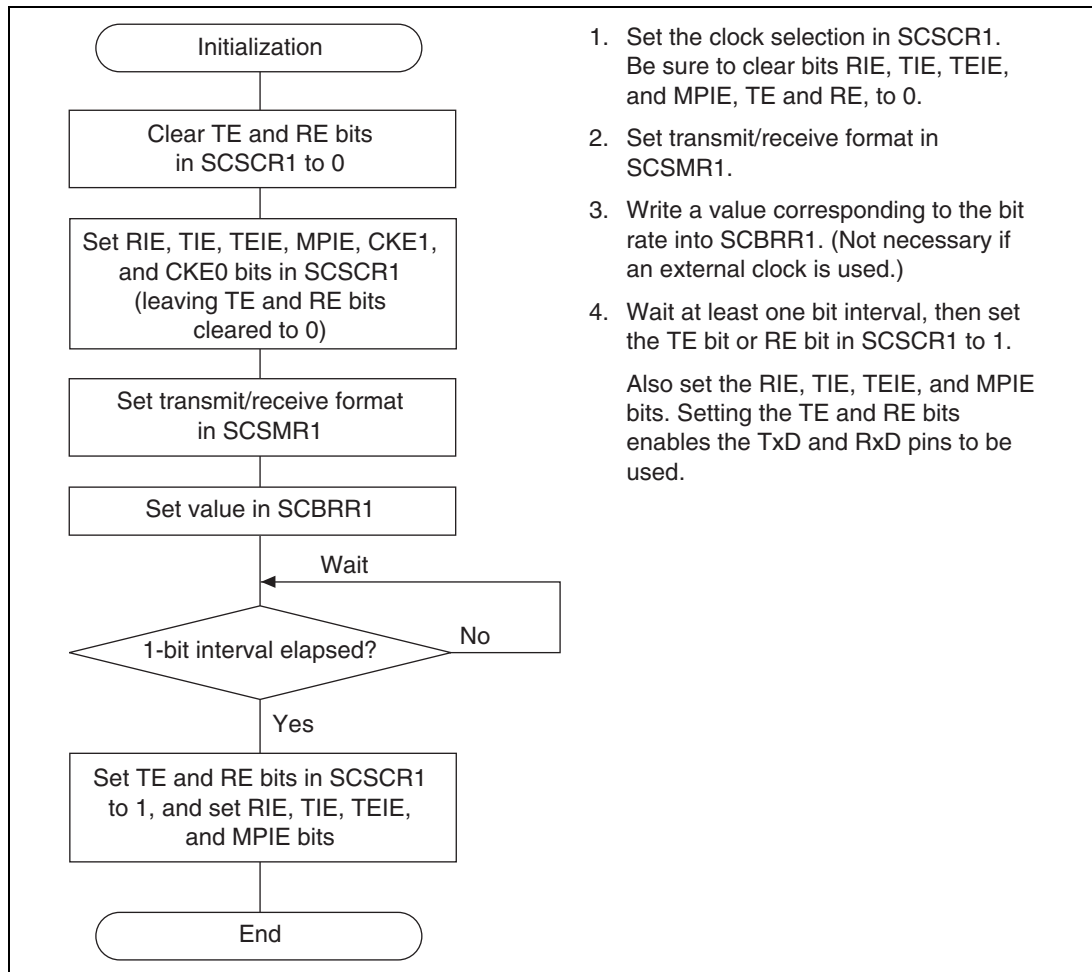 Initialization
Clear TE and RE bits
in SCSCR1 to 0
Set RIE, TIE, TEIE, MPIE, CKE1,
and CKE0 bits in SCSCR1
(leaving TE and RE bits
cleared to 0)
Set transmit/receive format
in SCSMR1
Set value in SCBRR1
Wait
1-bit interval elapsed?
No
Yes
Set TE and RE bits in SCSCR1
to 1, and set RIE, TIE, TEIE,
and MPIE bits
End
1. Set the clock selection in SCSCR1.
Be sure to clear bits RIE, TIE, TEIE,
and MPIE, TE and RE, to 0.
2. Set transmit/receive format in
SCSMR1.
3. Write a value corresponding to the bit
rate into SCBRR1. (Not necessary if
an external clock is used.)
4. Wait at least one bit interval, then set
the TE bit or RE bit in SCSCR1 to 1.
Also set the RIE, TIE, TEIE, and MPIE
bits. Setting the TE and RE bits
enables the TxD and RxD pins to be
used.